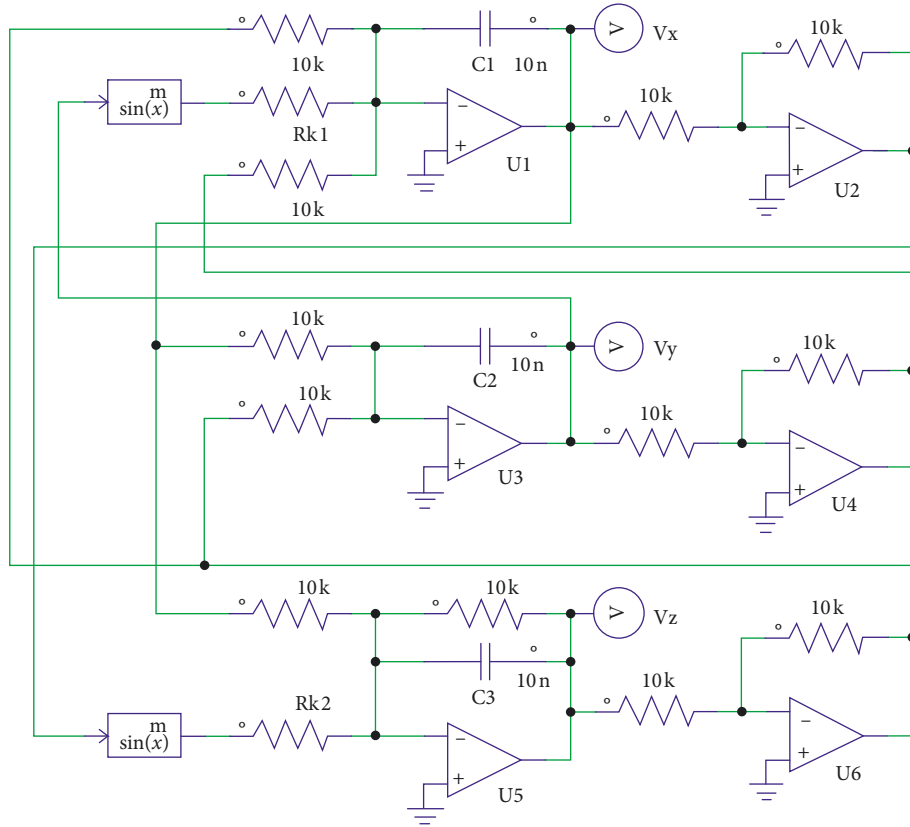 10k
C1
10n
V
Vx
10k
10k
m
sin(x)
Rk1
−
+
U1
10k
−
+
U2
10k
10k
C2
10n
V
Vy
10k
10k
−
+
U3
10k
−
+
U4
10k
10k
V
Vz
10k
C3
10n
10k
m
sin(x)
Rk2
−
+
U5
−
+
U6